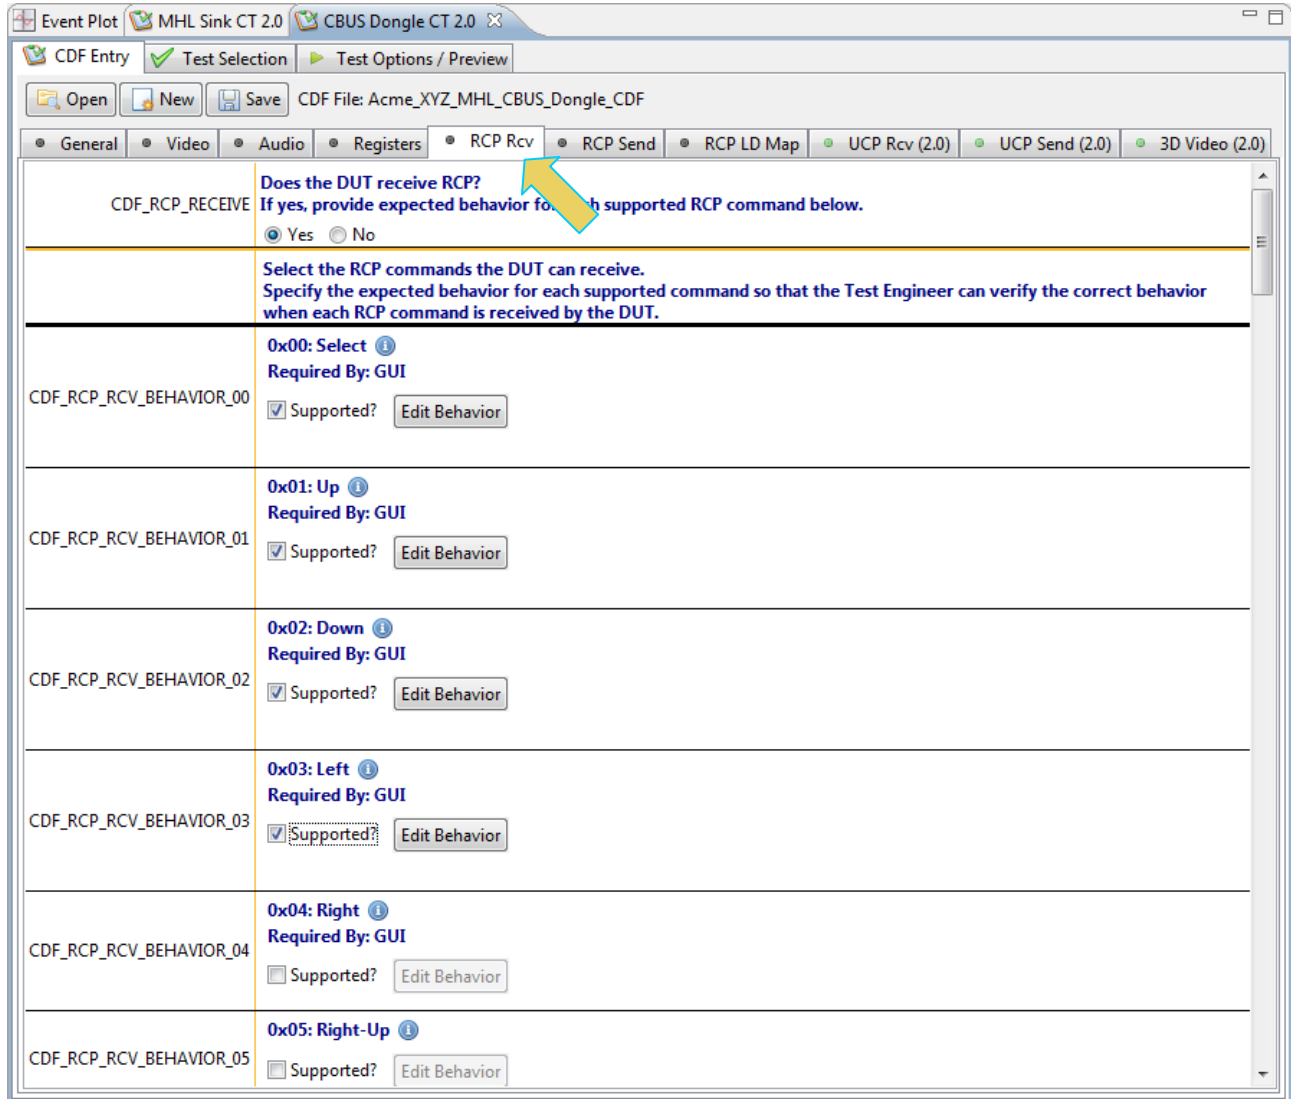 Event Plot MHL Sink CT 2.0 CBUS Dongle CT 2.0
CDF Entry Test Selection Test Options / Preview
Open New Save CDF File: Acme_XYZ_MHL_CBUS_Dongle_CDF
General Video Audio Registers RCP Rcv RCP Send RCP LD Map UCP Rcv (2.0) UCP Send (2.0) 3D Video (2.0)
Does the DUT receive RCP?
CDF_RCP_RECEIVE If yes, provide expected behavior h supported RCP command below.
Yes No
Select the RCP commands the DUT can receive.
Specify the expected behavior for each supported command so that the Test Engineer can verify the correct behavior
when each RCP command is received by the DUT.
0x00: Select
Required By: GUI
CDF_RCP_RCV_BEHAVIOR_00
Supported? Edit Behavior
0x01: Up
Required By: GUI
CDF_RCP_RCV_BEHAVIOR_01
Supported? Edit Behavior
0x02: Down
Required By: GUI
CDF_RCP_RCV_BEHAVIOR_02
Supported? Edit Behavior
0x03: Left
Required By: GUI
CDF_RCP_RCV_BEHAVIOR_03
Supported? Edit Behavior
0x04: Right
Required By: GUI
CDF_RCP_RCV_BEHAVIOR_04
Supported? Edit Behavior
0x05: Right-Up
CDF_RCP_RCV_BEHAVIOR_05
Supported? Edit Behavior